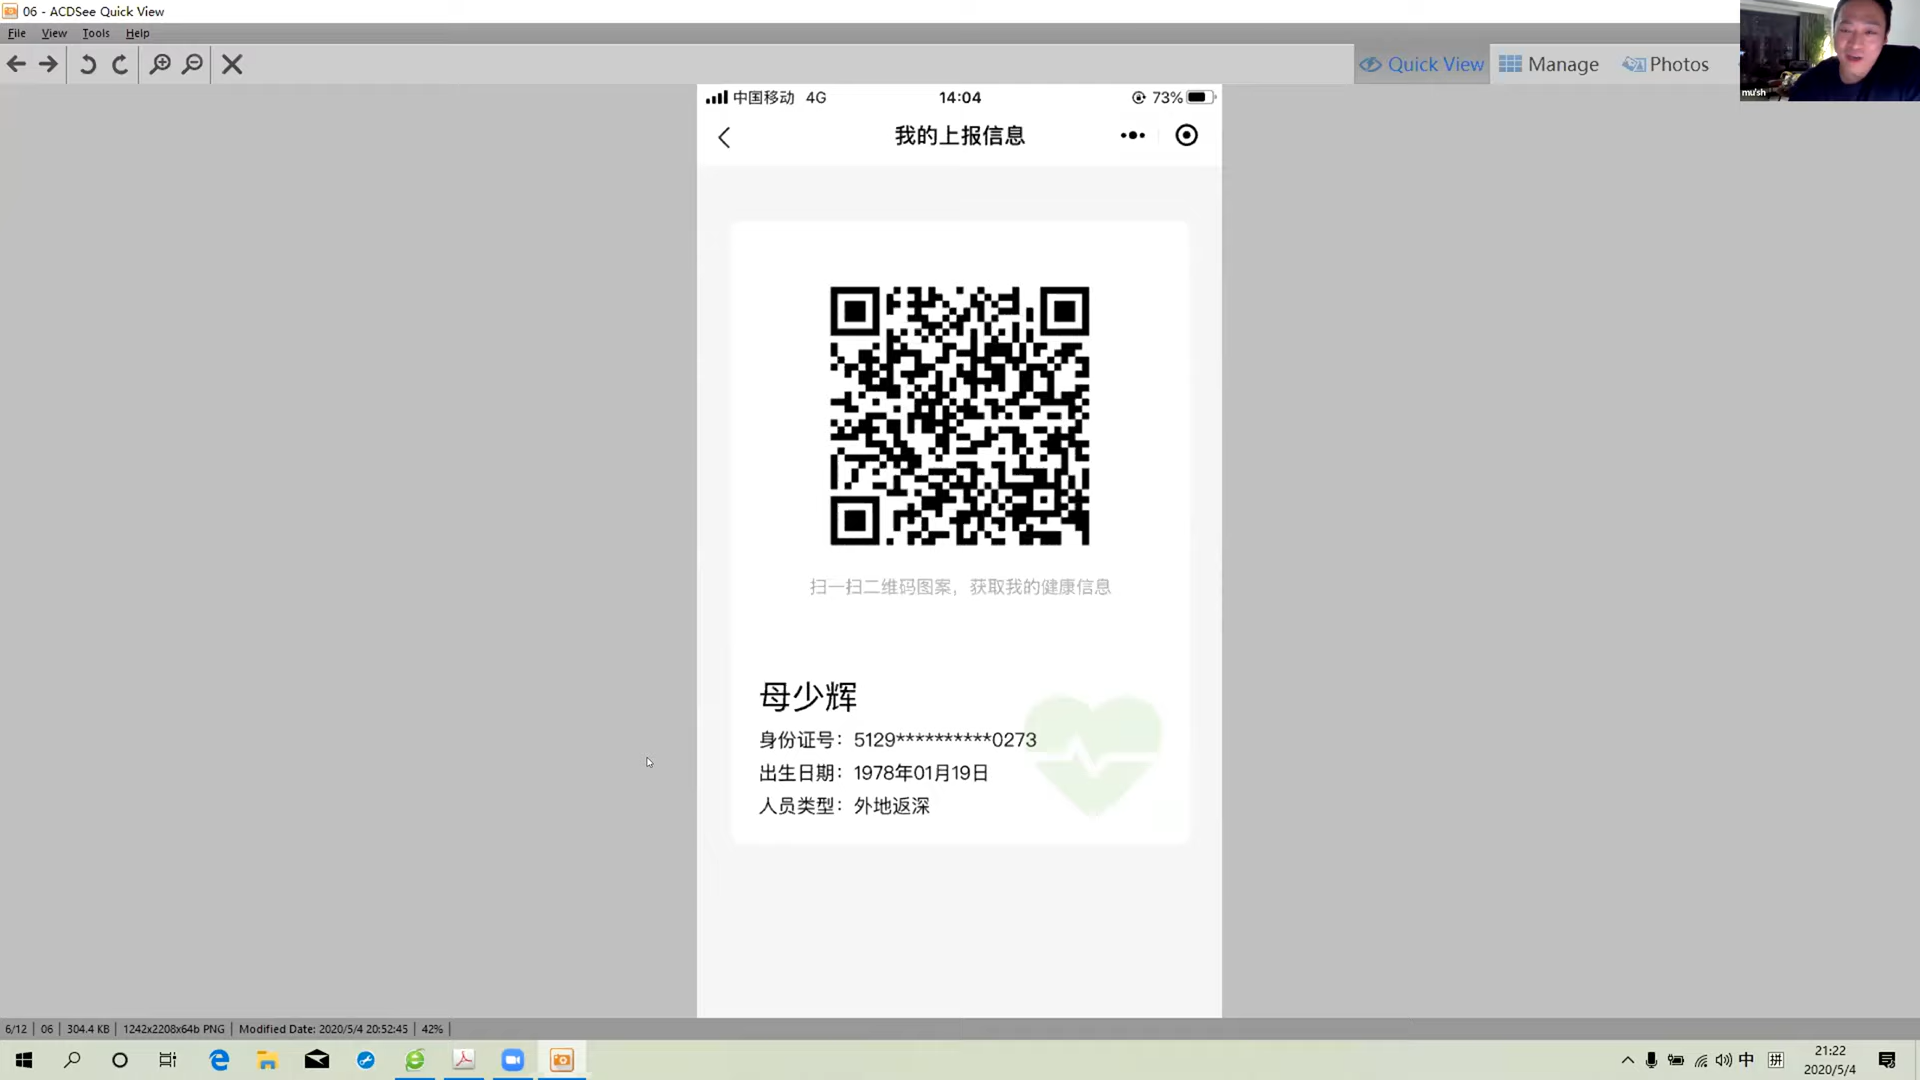 06 - ACDSee Quick View
File View Tools Help
Quick View Manage Photos
mu'sh
中国移动 4G 14:04 73%
我的上报信息
扫一扫二维码图案，获取我的健康信息
母少辉
身份证号：5129**********0273
出生日期：1978年01月19日
人员类型：外地返深
6/12 06 304.4 KB 1242x2208x64b PNG Modified Date: 2020/5/4 20:52:45 42%
中 拼 21:22
2020/5/4